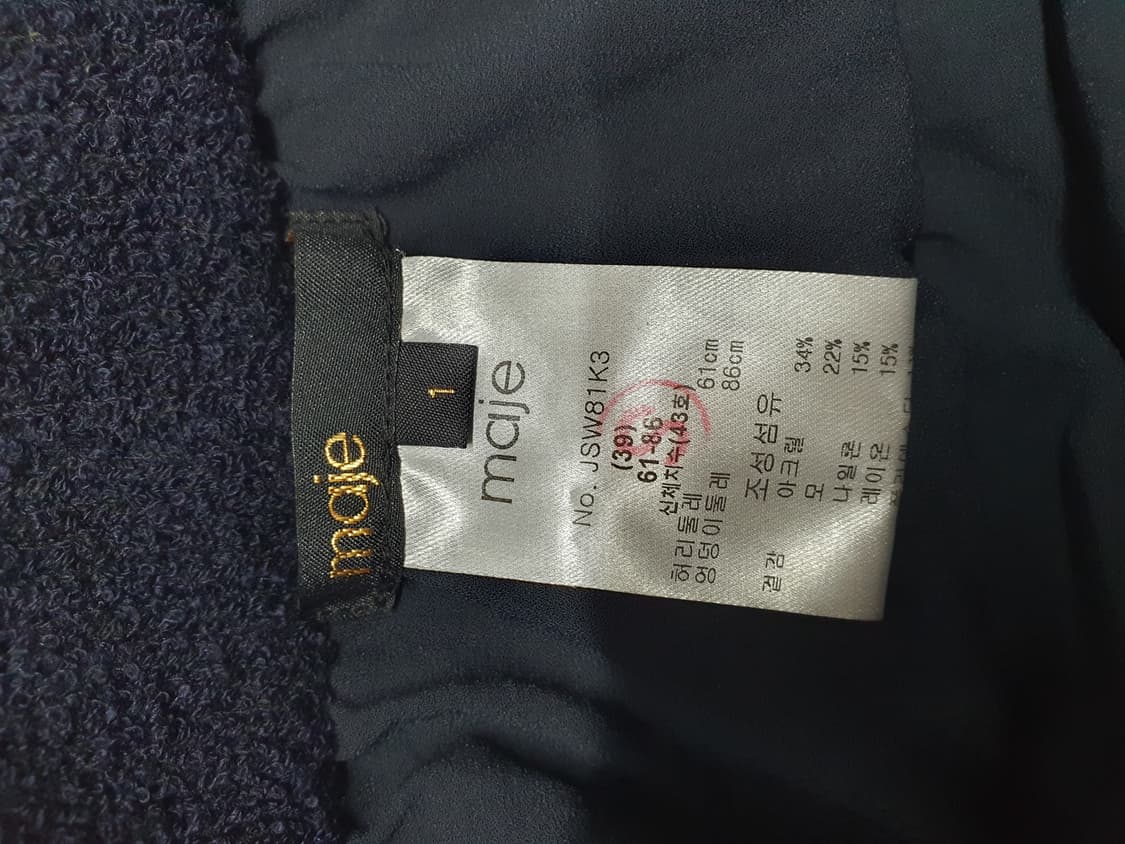 maje
1
maje
No. JSW81K3
(39)
61-86
신체치수(43호)
허리둘레 61cm
엉덩이둘레 86cm
조성섬유
겉감 아크릴 34%
모 22%
나일론 15%
레이온 15%